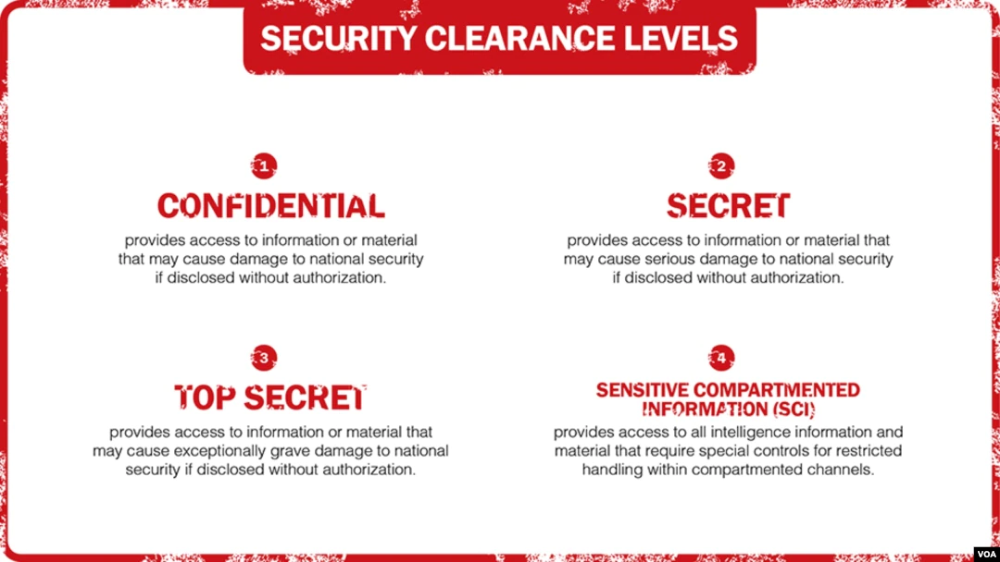 SECURITY CLEARANCE LEVELS
1
CONFIDENTIAL
provides access to information or material
that may cause damage to national security
if disclosed without authorization.
2
SECRET
provides access to information or material that
may cause serious damage to national security
if disclosed without authorization.
3
TOP SECRET
provides access to information or material that
may cause exceptionally grave damage to national
security if disclosed without authorization.
4
SENSITIVE COMPARTMENTED
INFORMATION (SCI)
provides access to all intelligence information and
material that require special controls for restricted
handling within compartmented channels.
VOA